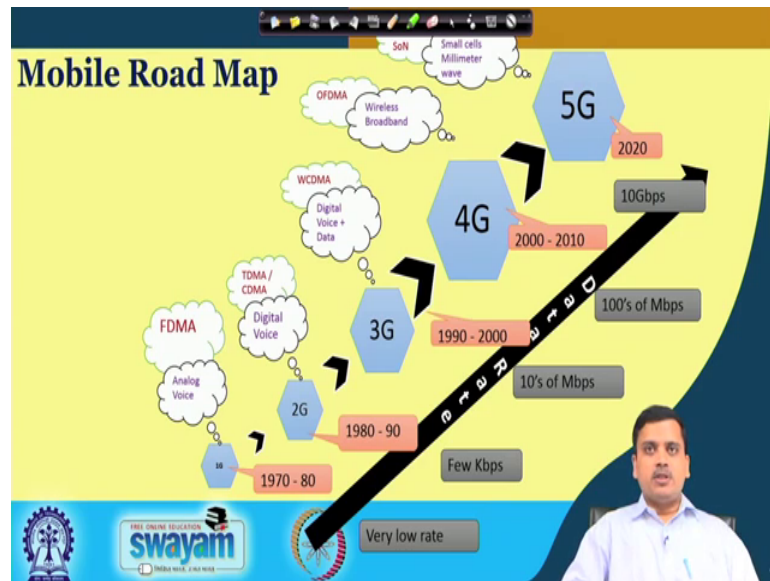 Mobile Road Map
SoN
Small cells
Millimeter
wave
5G
2020
OFDMA
Wireless
Broadband
4G
2000 - 2010
WCDMA
Digital
Voice +
Data
3G
1990 - 2000
TDMA /
CDMA
Digital
Voice
2G
1980 - 90
FDMA
Analog
Voice
1G
1970 - 80
Data Rate
10Gbps
100's of Mbps
10's of Mbps
Few Kbps
Very low rate
FREE ONLINE EDUCATION
swayam